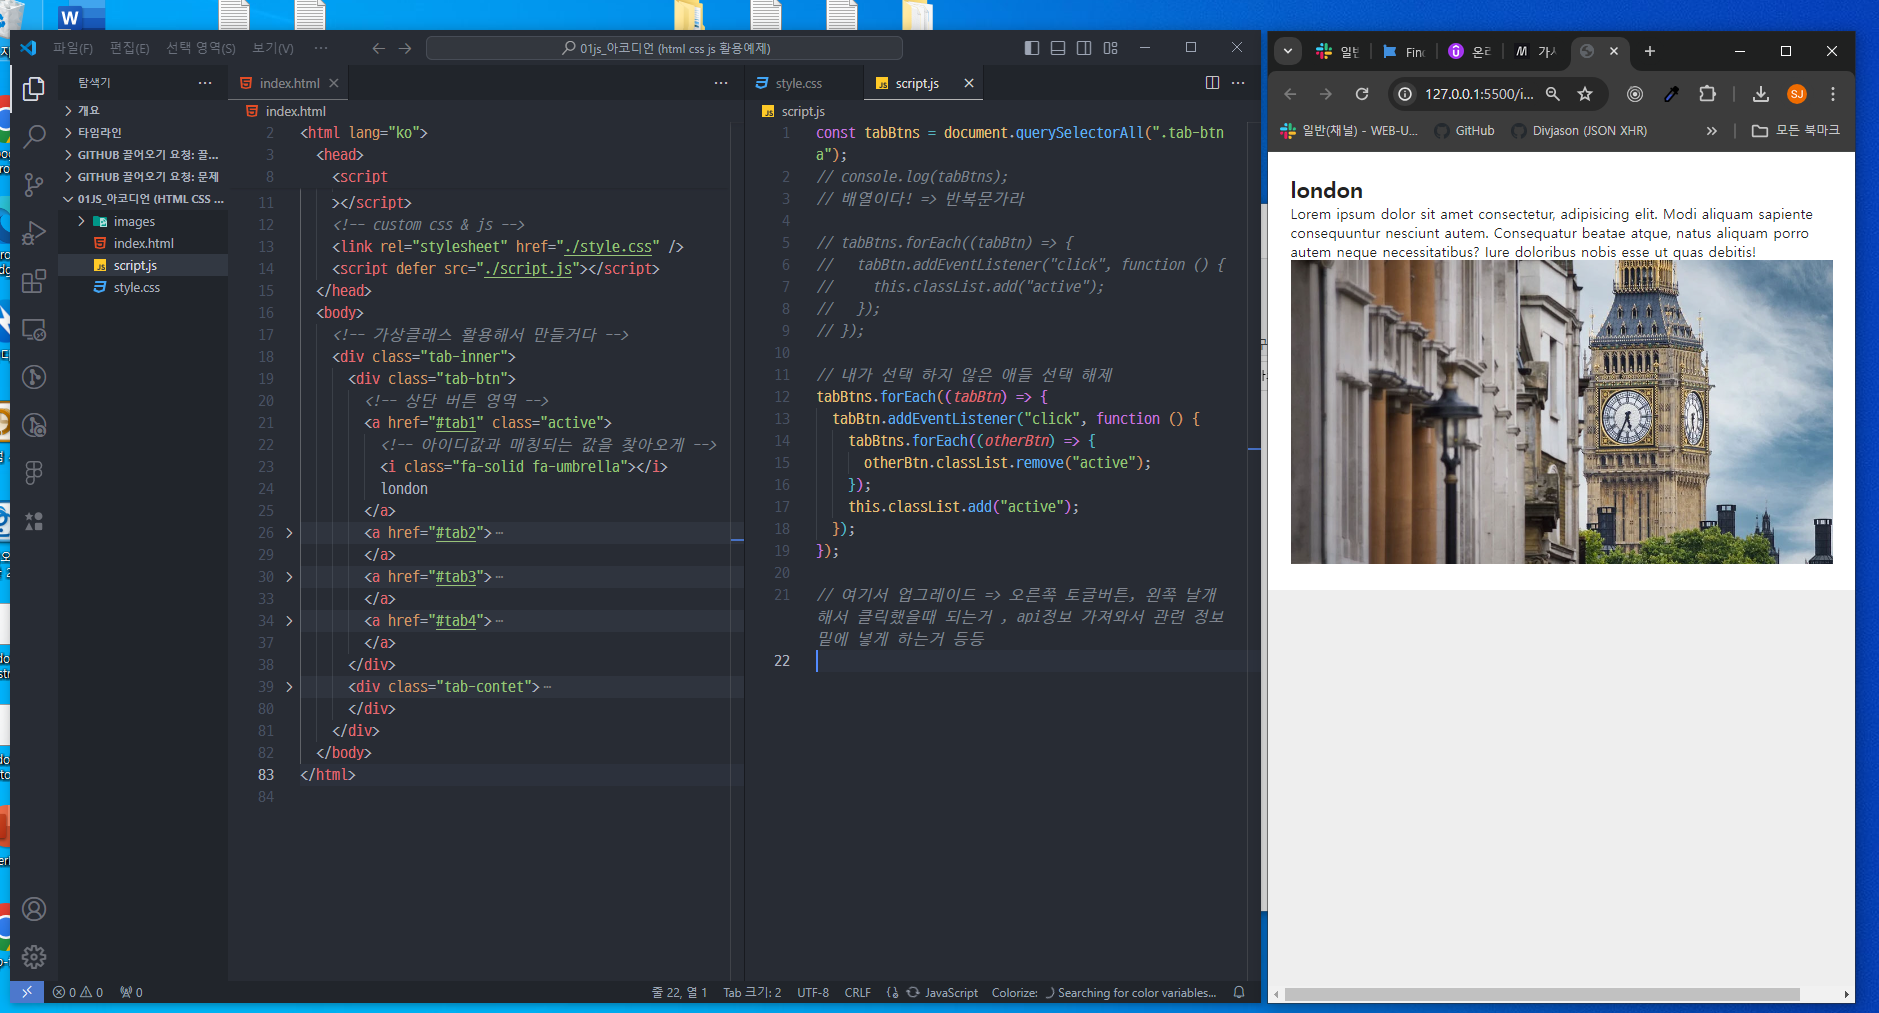 파일(F) 편집(E) 선택 영역(S) 보기(V) ···
01js_아코디언 (html css js 활용예제)
탐색기
개요
타임라인
GITHUB 끌어오기 요청: 끌...
GITHUB 끌어오기 요청: 문제
01JS_아코디언 (HTML CSS ...
images
index.html
script.js
style.css
index.html
index.html
2 <html lang="ko">
3 <head>
8 <script
11 ></script>
12 <!-- custom css & js -->
13 <link rel="stylesheet" href="./style.css" />
14 <script defer src="./script.js"></script>
15 </head>
16 <body>
17 <!-- 가상클래스 활용해서 만들거다 -->
18 <div class="tab-inner">
19 <div class="tab-btn">
20 <!-- 상단 버튼 영역 -->
21 <a href="#tab1" class="active">
22 <!-- 아이디값과 매칭되는 값을 찾아오게 -->
23 <i class="fa-solid fa-umbrella"></i>
24 london
25 </a>
26 <a href="#tab2">···
29 </a>
30 <a href="#tab3">···
33 </a>
34 <a href="#tab4">···
37 </a>
38 </div>
39 <div class="tab-contet">···
80 </div>
81 </div>
82 </body>
83 </html>
84
style.css script.js
script.js
1 const tabBtns = document.querySelectorAll(".tab-btn
a");
2 // console.log(tabBtns);
3 // 배열이다! => 반복문가라
4
5 // tabBtns.forEach((tabBtn) => {
6 // tabBtn.addEventListener("click", function () {
7 // this.classList.add("active");
8 // });
9 // });
10
11 // 내가 선택 하지 않은 애들 선택 해제
12 tabBtns.forEach((tabBtn) => {
13 tabBtn.addEventListener("click", function () {
14 tabBtns.forEach((otherBtn) => {
15 otherBtn.classList.remove("active");
16 });
17 this.classList.add("active");
18 });
19 });
20
21 // 여기서 업그레이드 => 오른쪽 토글버튼, 왼쪽 날개
해서 클릭했을때 되는거 , api정보 가져와서 관련 정보
밑에 넣게 하는거 등등
22
0 0 0
줄 22, 열 1 Tab 크기: 2 UTF-8 CRLF JavaScript Colorize: Searching for color variables...
127.0.0.1:5500/i...
SJ
일반(채널) - WEB-U... GitHub Divjason (JSON XHR) » 모든 북마크
london
Lorem ipsum dolor sit amet consectetur, adipisicing elit. Modi aliquam sapiente
consequuntur nesciunt autem. Consequatur beatae atque, natus aliquam porro
autem neque necessitatibus? Iure doloribus nobis esse ut quas debitis!